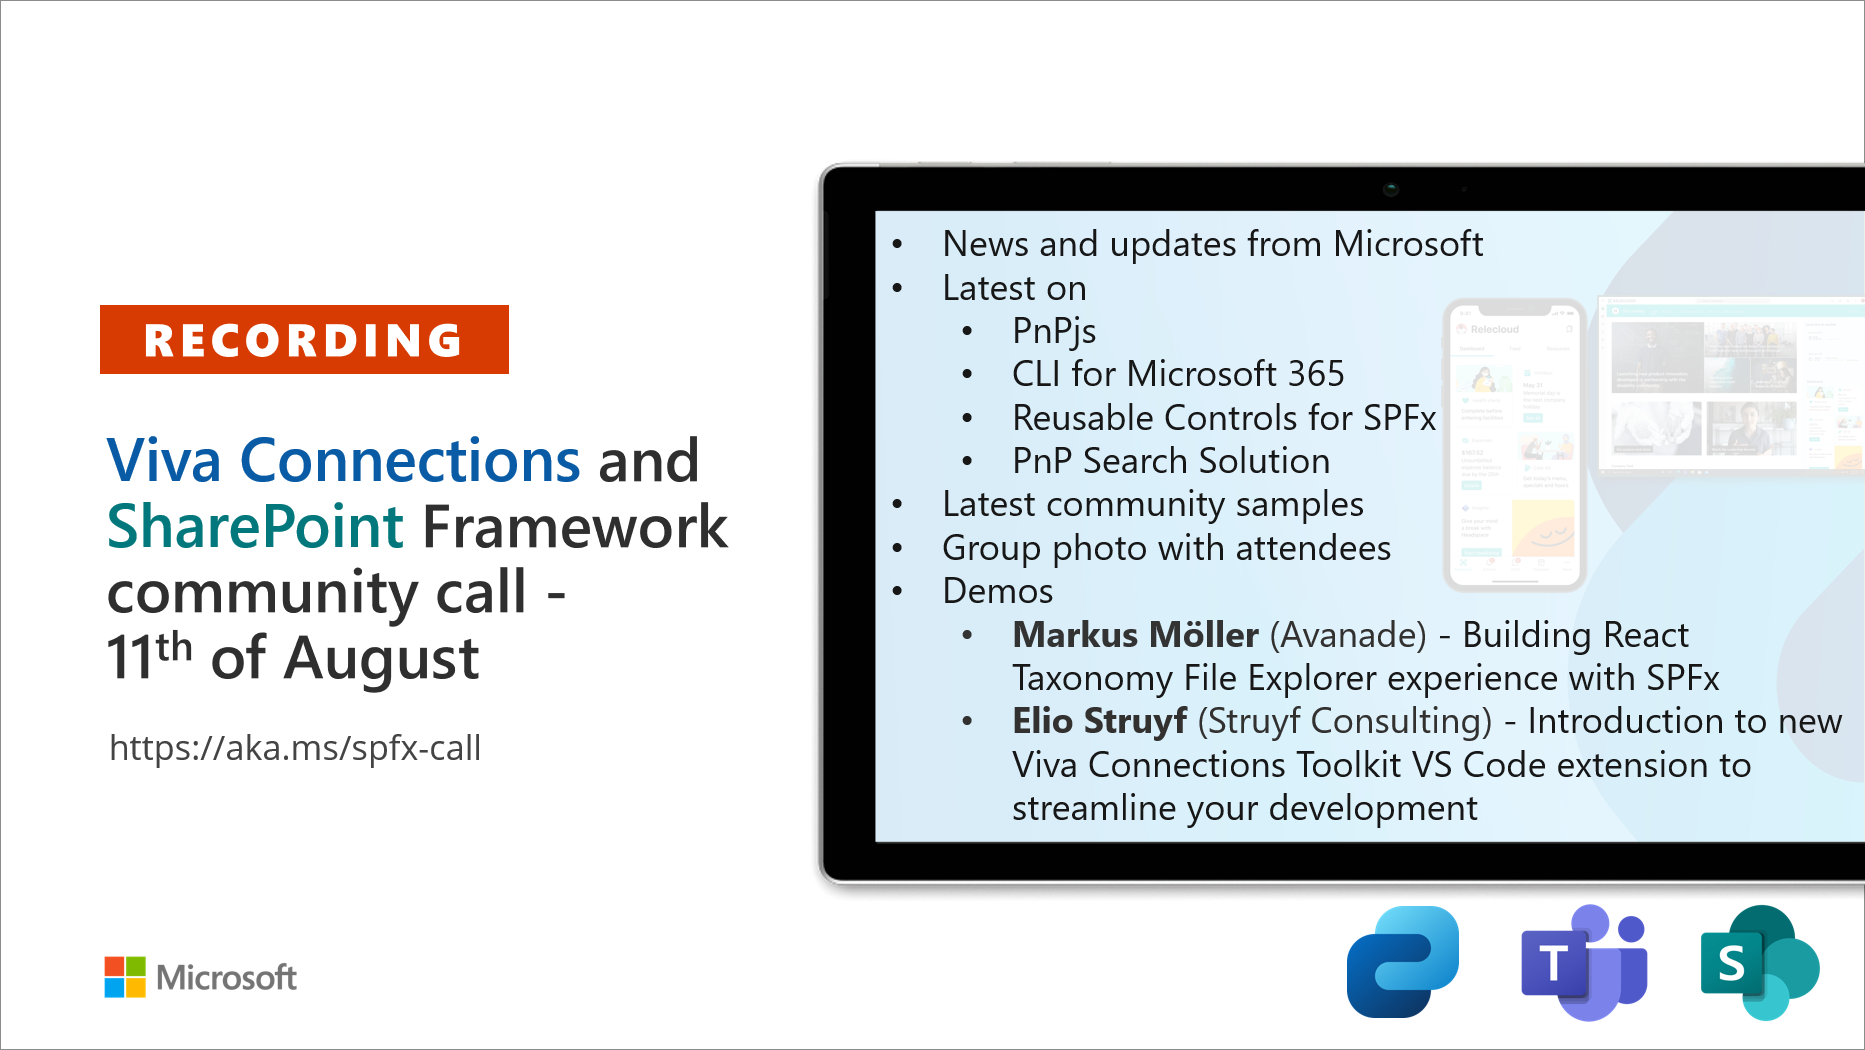 RECORDING
Viva Connections and
SharePoint Framework
community call -
11th of August
https://aka.ms/spfx-call
Microsoft
• News and updates from Microsoft
• Latest on
• PnPjs
• CLI for Microsoft 365
• Reusable Controls for SPFx
• PnP Search Solution
• Latest community samples
• Group photo with attendees
• Demos
• Markus Möller (Avanade) - Building React
Taxonomy File Explorer experience with SPFx
• Elio Struyf (Struyf Consulting) - Introduction to new
Viva Connections Toolkit VS Code extension to
streamline your development
Relecloud
May 21
T
S